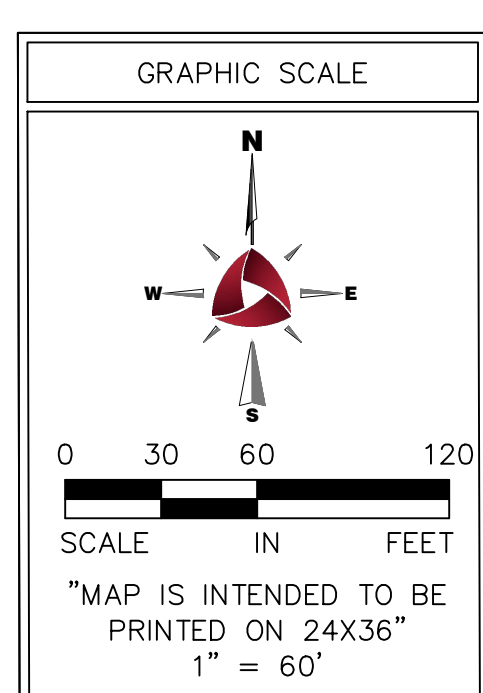 GRAPHIC SCALE
N
W E
S
0 30 60 120
SCALE IN FEET
"MAP IS INTENDED TO BE
PRINTED ON 24X36"
1" = 60'